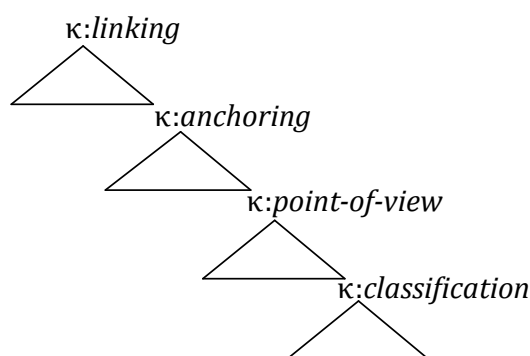 κ:linking
κ:anchoring
κ:point-of-view
κ:classification